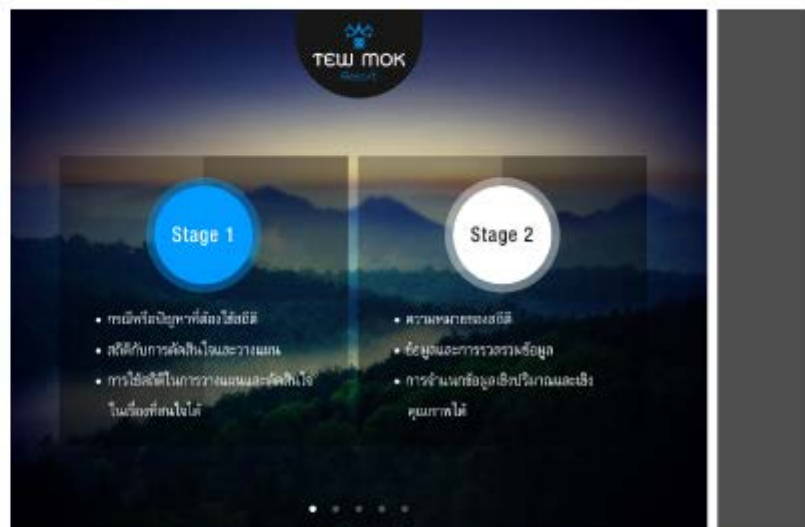 TEW MOK
Resort
Stage 1
• กรณีหรือปัญหาที่ต้องใช้สถิติ
• สถิติกับการตัดสินใจและวางแผน
• การใช้สถิติในการวางแผนและตัดสินใจ
ในเรื่องที่สนใจได้
Stage 2
• ความหมายของสถิติ
• ข้อมูลและการรวบรวมข้อมูล
• การจำแนกข้อมูลเชิงปริมาณและเชิง
คุณภาพได้